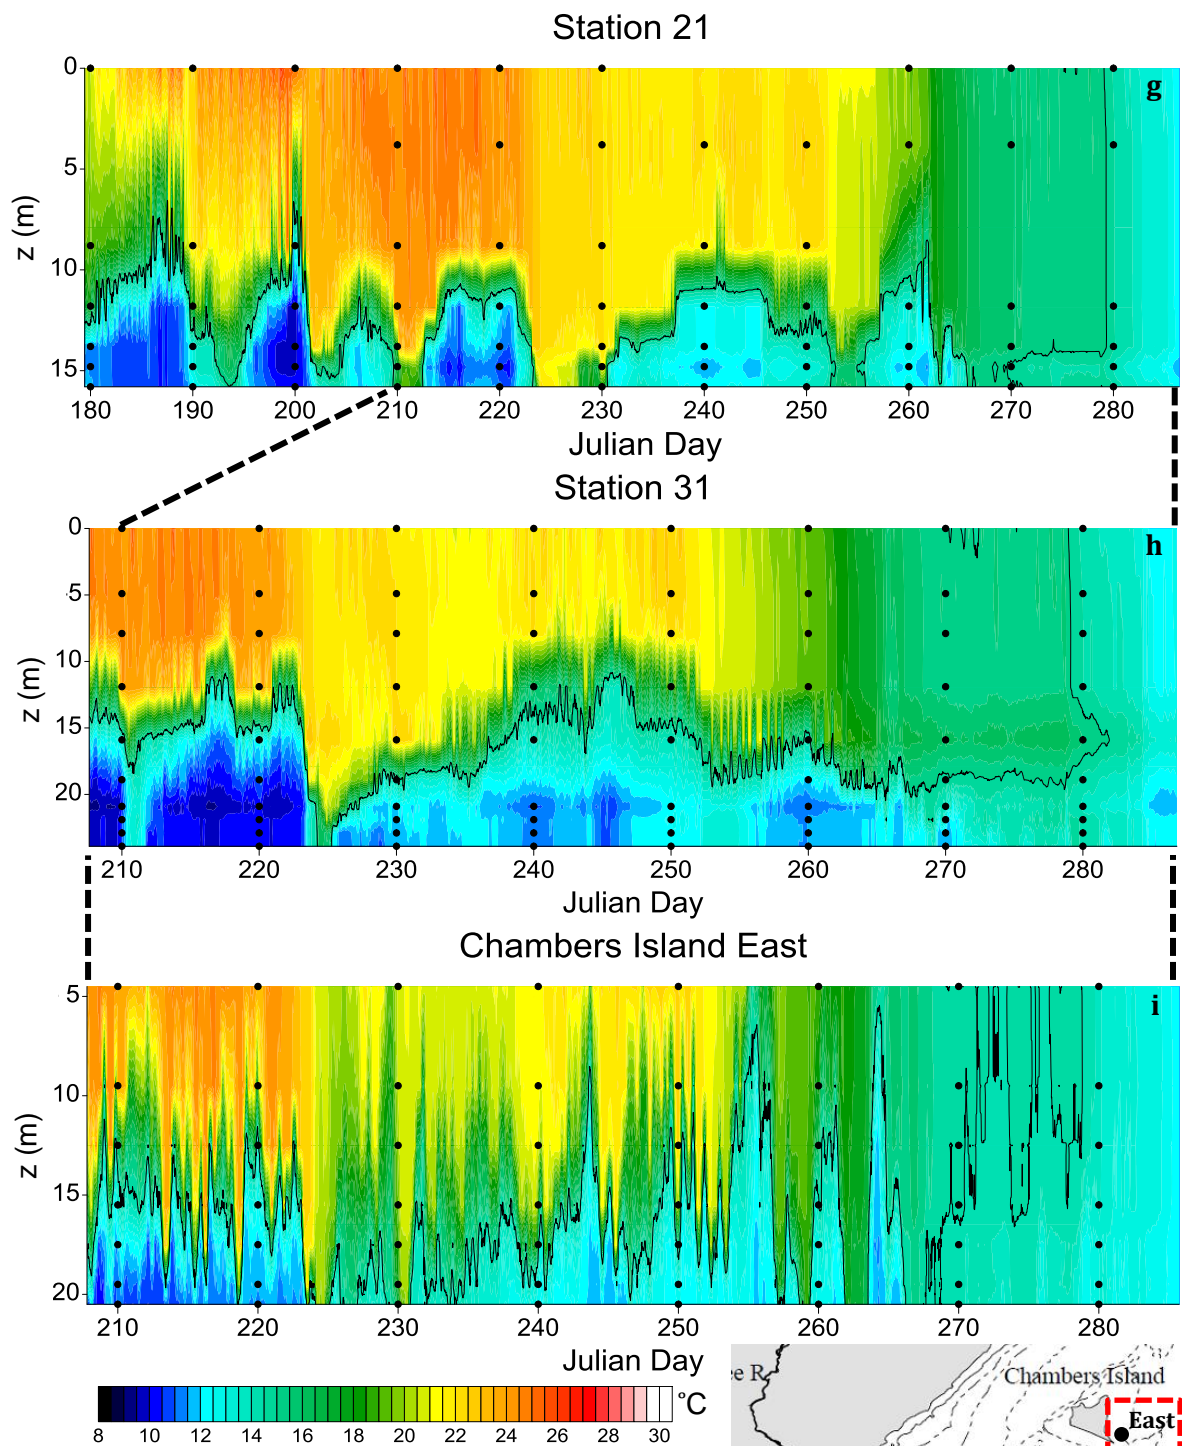 Station 21
g
0
5
10
15
z (m)
180 190 200 210 220 230 240 250 260 270 280
Julian Day
Station 31
h
0
5
10
15
20
z (m)
210 220 230 240 250 260 270 280
Julian Day
Chambers Island East
i
5
10
15
20
z (m)
210 220 230 240 250 260 270 280
Julian Day
°C
8 10 12 14 16 18 20 22 24 26 28 30
ee R.
Chambers Island
East